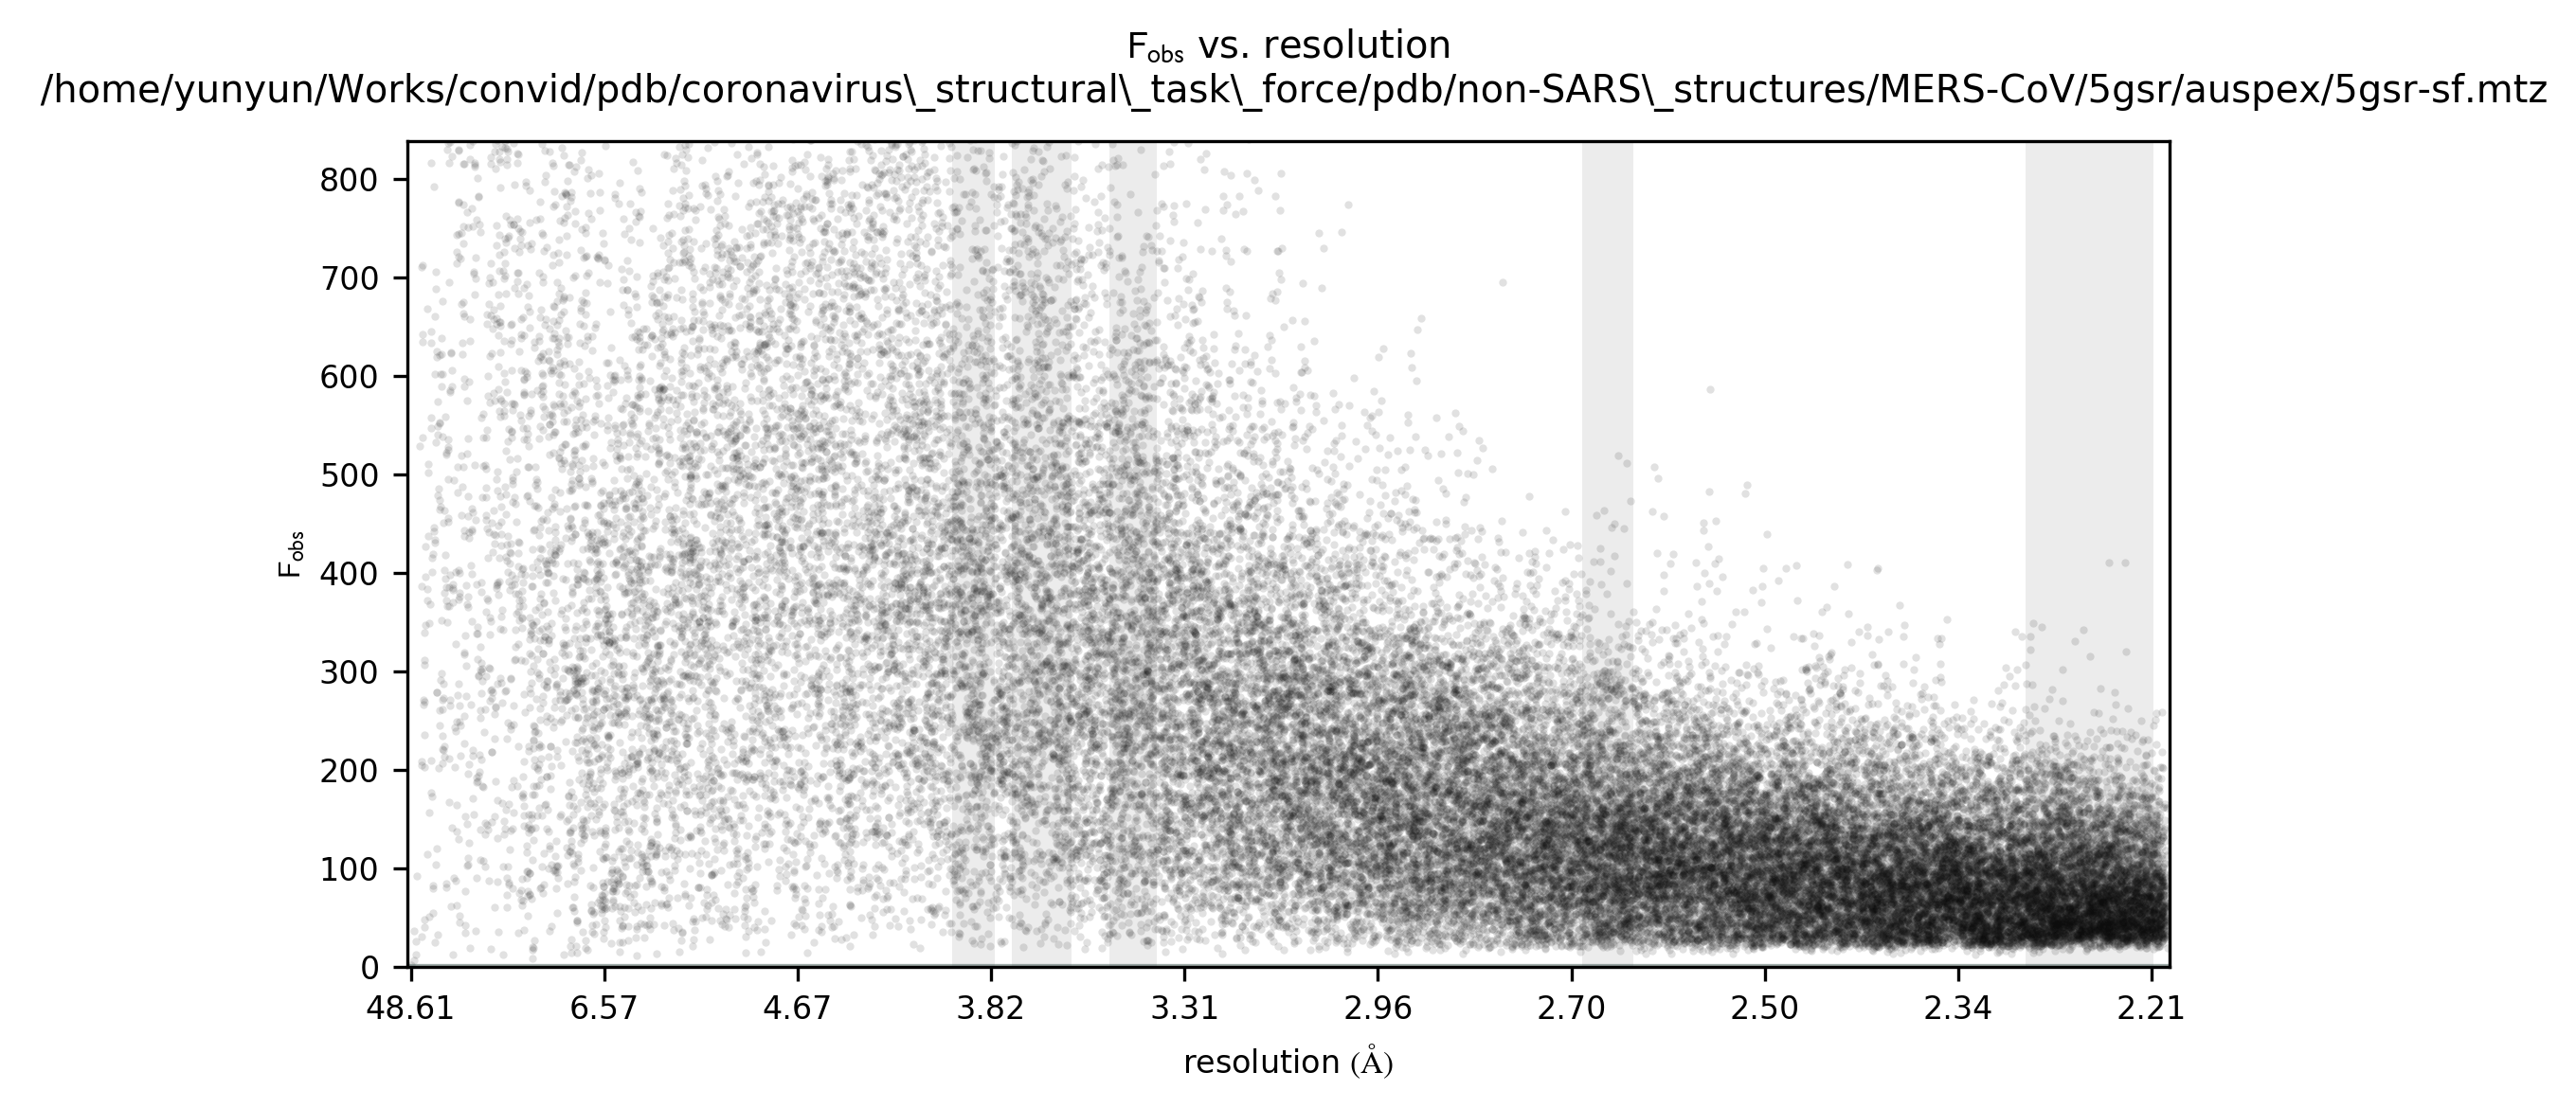 Fobs vs. resolution
/home/yunyun/Works/convid/pdb/coronavirus\_structural\_task\_force/pdb/non-SARS\_structures/MERS-CoV/5gsr/auspex/5gsr-sf.mtz
800
700
600
500
400
300
200
100
0
Fobs
48.61 6.57 4.67 3.82 3.31 2.96 2.70 2.50 2.34 2.21
resolution (Å)